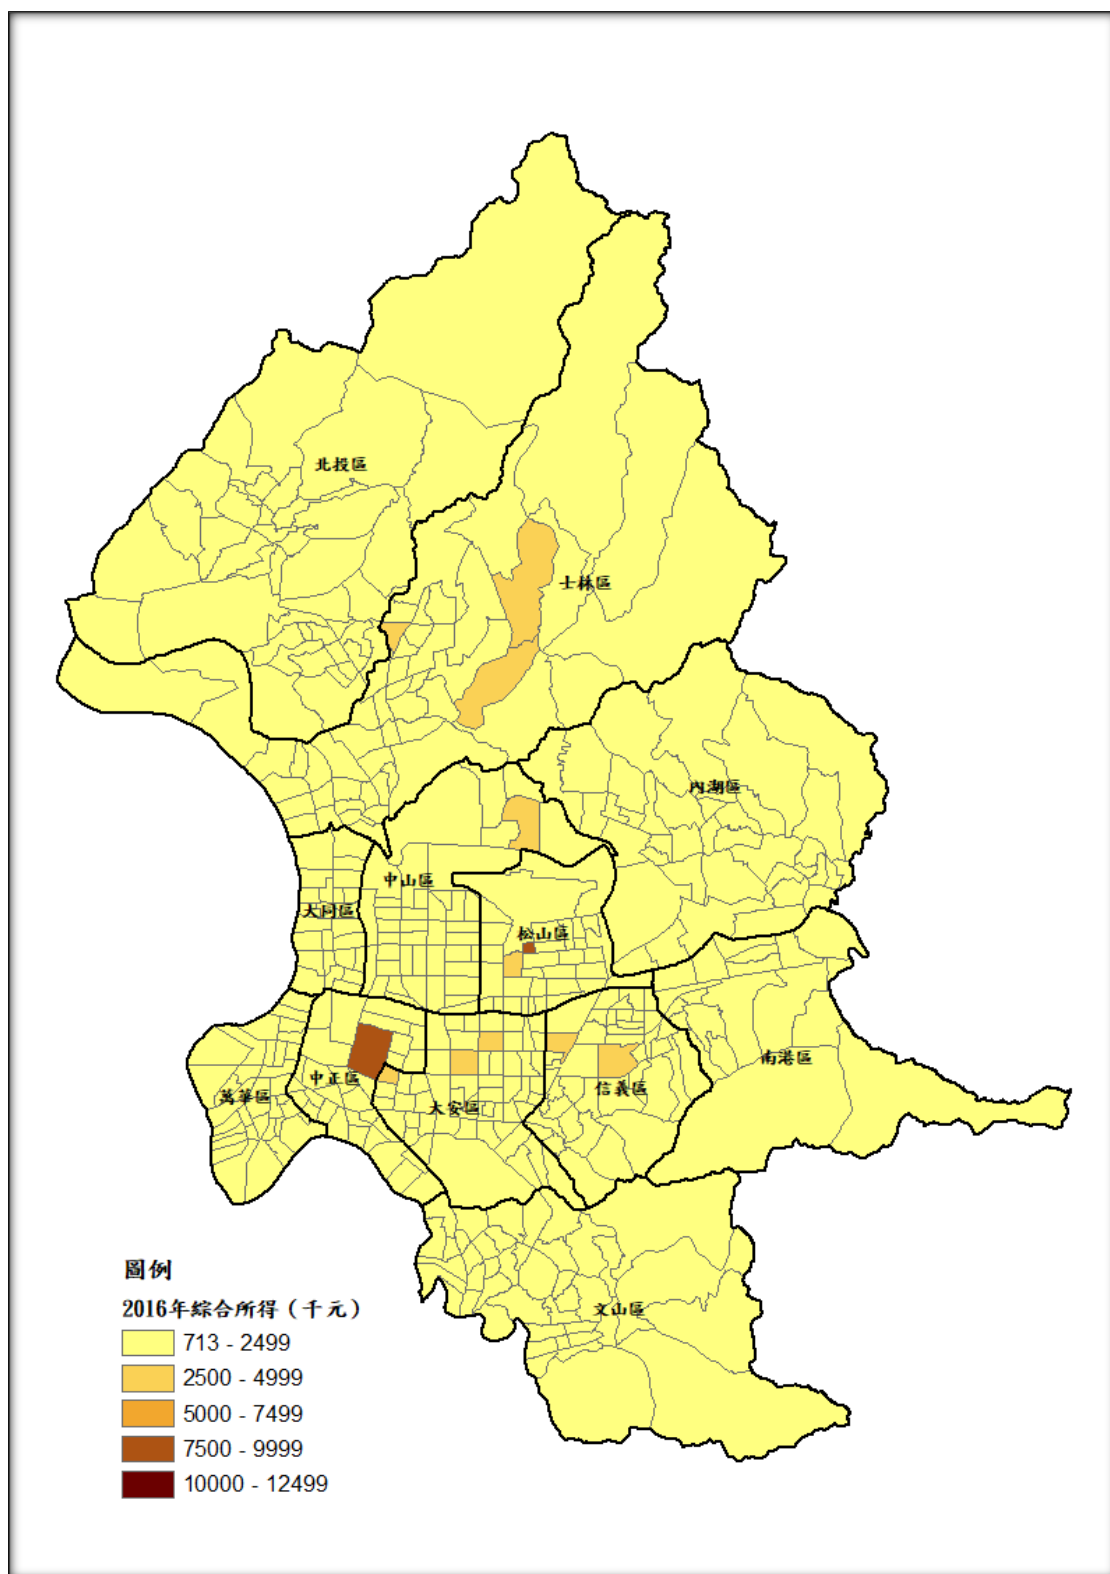 北投區
士林區
內湖區
中山區
大同區
松山區
南港區
中正區
信義區
萬華區
大安區
文山區
圖例
2016年綜合所得（千元）
713 - 2499
2500 - 4999
5000 - 7499
7500 - 9999
10000 - 12499